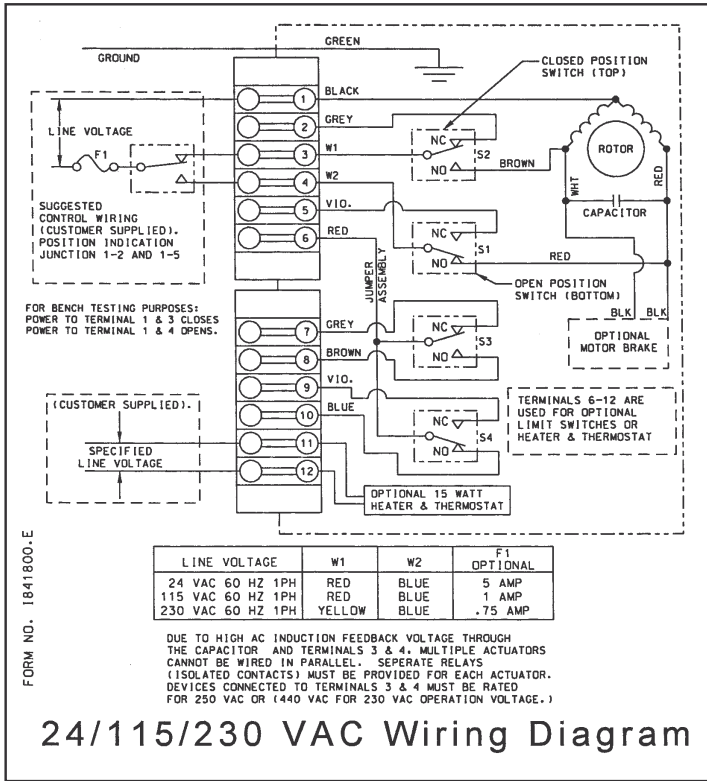 GREEN
GROUND
CLOSED POSITION
SWITCH (TOP)
1
BLACK
2
GREY
LINE VOLTAGE
F1
3
W1
NC
NO
S2
BROWN
ROTOR
4
W2
WHT
RED
CAPACITOR
SUGGESTED
CONTROL WIRING
(CUSTOMER SUPPLIED).
POSITION INDICATION
JUNCTION 1-2 AND 1-5
5
VIO.
6
RED
NC
NO
S1
RED
JUMPER
ASSEMBLY
OPEN POSITION
SWITCH (BOTTOM)
FOR BENCH TESTING PURPOSES:
POWER TO TERMINAL 1 & 3 CLOSES
POWER TO TERMINAL 1 & 4 OPENS.
BLK
BLK
OPTIONAL
MOTOR BRAKE
7
GREY
8
BROWN
NC
NO
S3
9
VIO.
10
BLUE
NC
NO
S4
TERMINALS 6-12 ARE
USED FOR OPTIONAL
LIMIT SWITCHES OR
HEATER & THERMOSTAT
(CUSTOMER SUPPLIED).
SPECIFIED
LINE VOLTAGE
11
12
OPTIONAL 15 WATT
HEATER & THERMOSTAT
FORM NO. 1841800.E
LINE VOLTAGE W1 W2 F1 OPTIONAL
24 VAC 60 HZ 1PH RED BLUE 5 AMP
115 VAC 60 HZ 1PH RED BLUE 1 AMP
230 VAC 60 HZ 1PH YELLOW BLUE .75 AMP
DUE TO HIGH AC INDUCTION FEEDBACK VOLTAGE THROUGH
THE CAPACITOR AND TERMINALS 3 & 4. MULTIPLE ACTUATORS
CANNOT BE WIRED IN PARALLEL. SEPERATE RELAYS
(ISOLATED CONTACTS) MUST BE PROVIDED FOR EACH ACTUATOR.
DEVICES CONNECTED TO TERMINALS 3 & 4 MUST BE RATED
FOR 250 VAC OR (440 VAC FOR 230 VAC OPERATION VOLTAGE.)
24/115/230 VAC Wiring Diagram